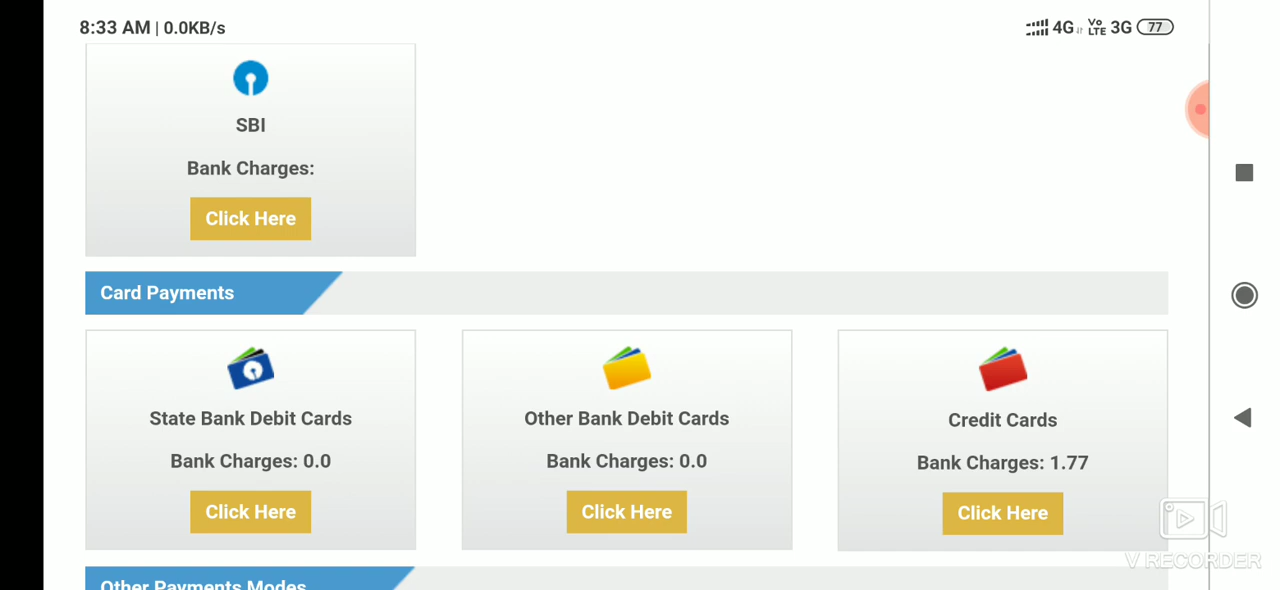 8:33 AM | 0.0KB/s
4G Vo LTE 3G 77
SBI
Bank Charges:
Click Here
Card Payments
State Bank Debit Cards
Bank Charges: 0.0
Click Here
Other Bank Debit Cards
Bank Charges: 0.0
Click Here
Credit Cards
Bank Charges: 1.77
Click Here
Other Payments Modes
V RECORDER